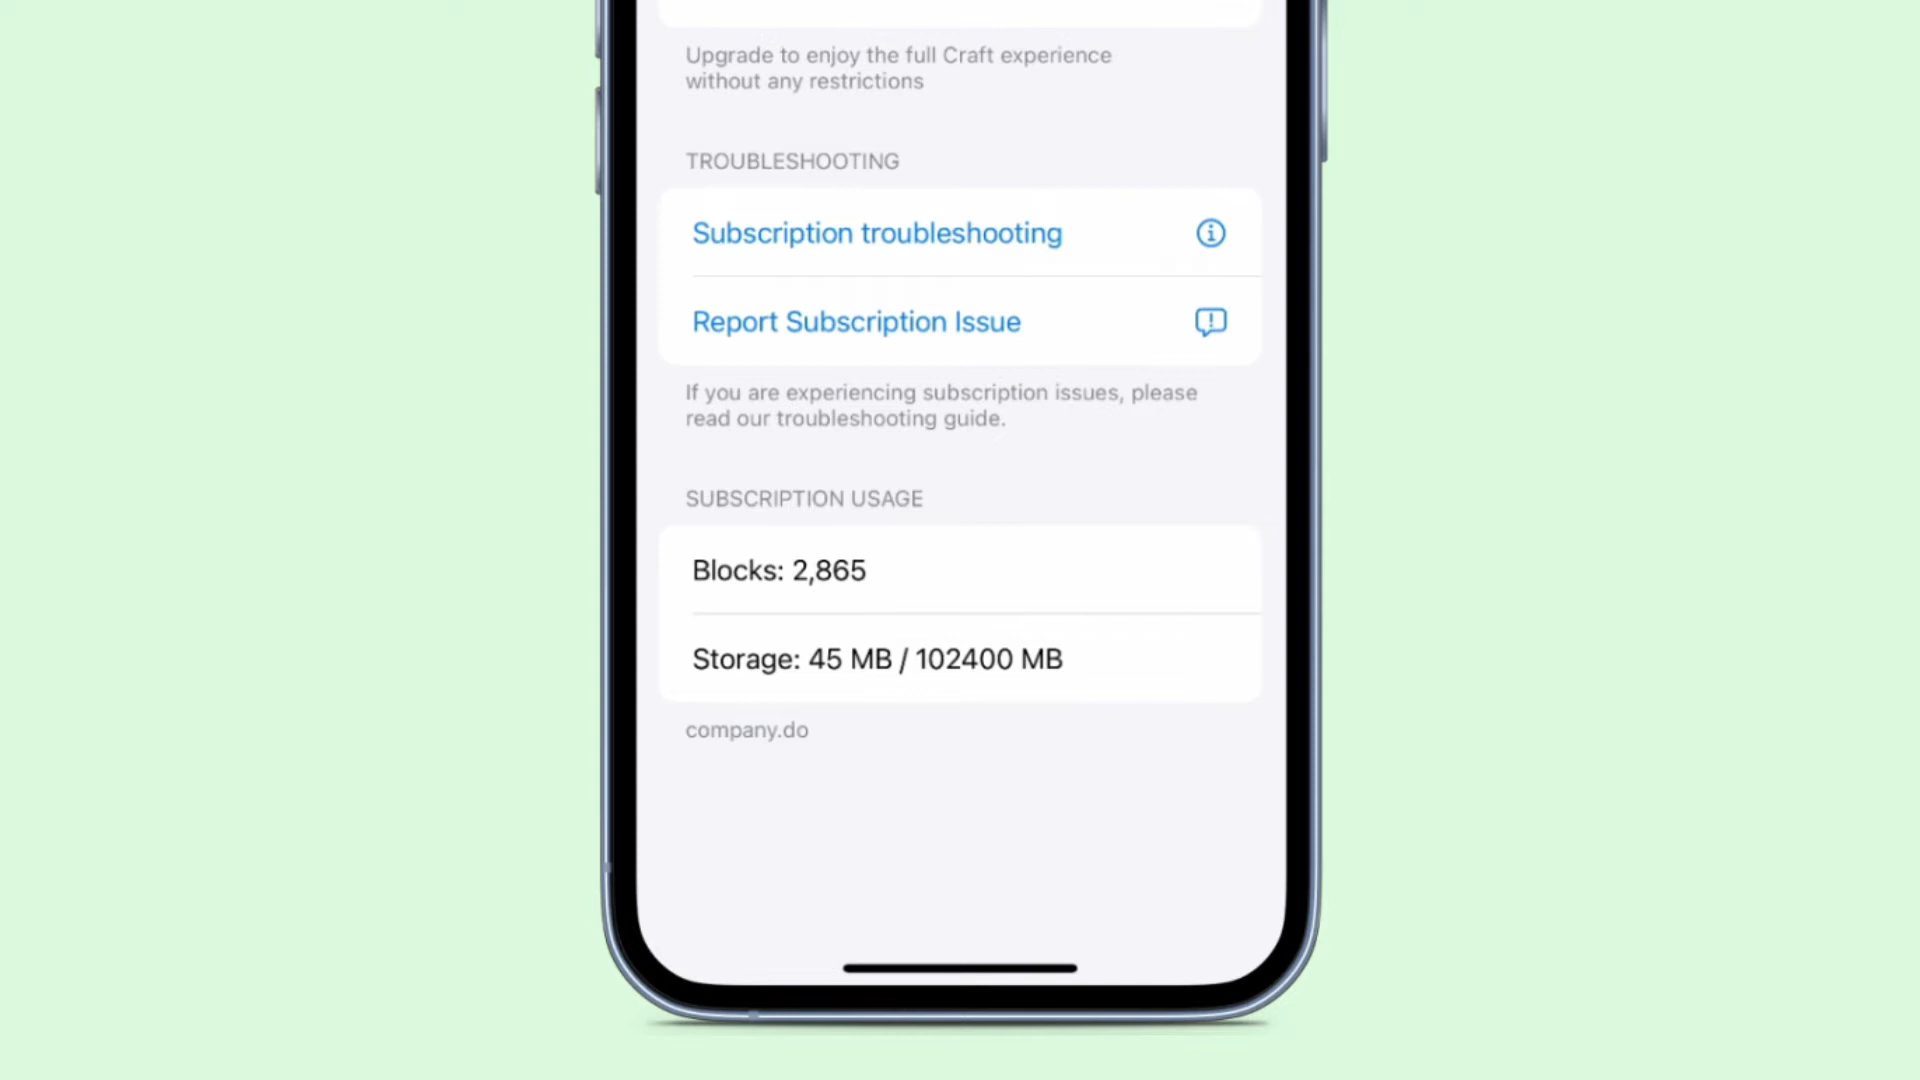 Upgrade to enjoy the full Craft experience
without any restrictions
TROUBLESHOOTING
Subscription troubleshooting
Report Subscription Issue
If you are experiencing subscription issues, please
read our troubleshooting guide.
SUBSCRIPTION USAGE
Blocks: 2,865
Storage: 45 MB / 102400 MB
company.do